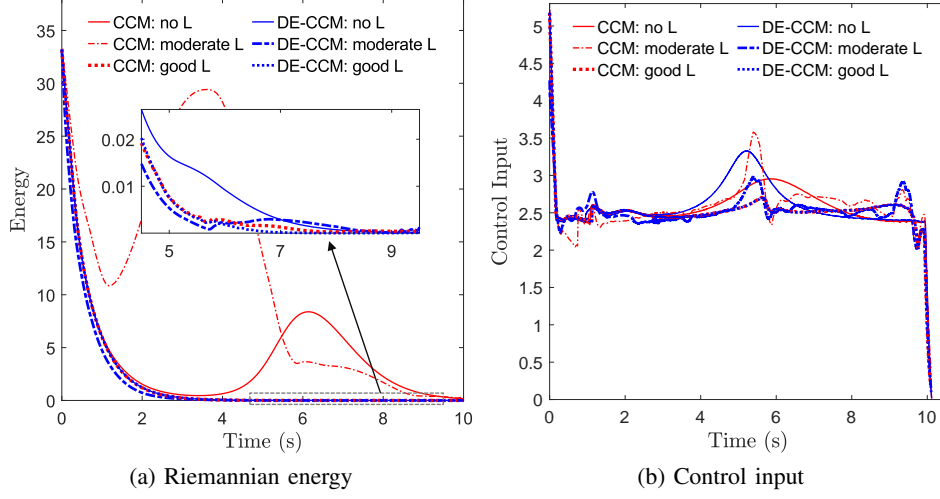 CCM: no L DE-CCM: no L
CCM: moderate L DE-CCM: moderate L
CCM: good L DE-CCM: good L
40
35
30
25
20
15
10
5
0
Energy
0.02
0.01
5 7 9
0 2 4 6 8 10
Time (s)
(a) Riemannian energy
CCM: no L DE-CCM: no L
CCM: moderate L DE-CCM: moderate L
CCM: good L DE-CCM: good L
5
4.5
4
3.5
3
2.5
2
1.5
1
0.5
0
Control Input
0 2 4 6 8 10
Time (s)
(b) Control input